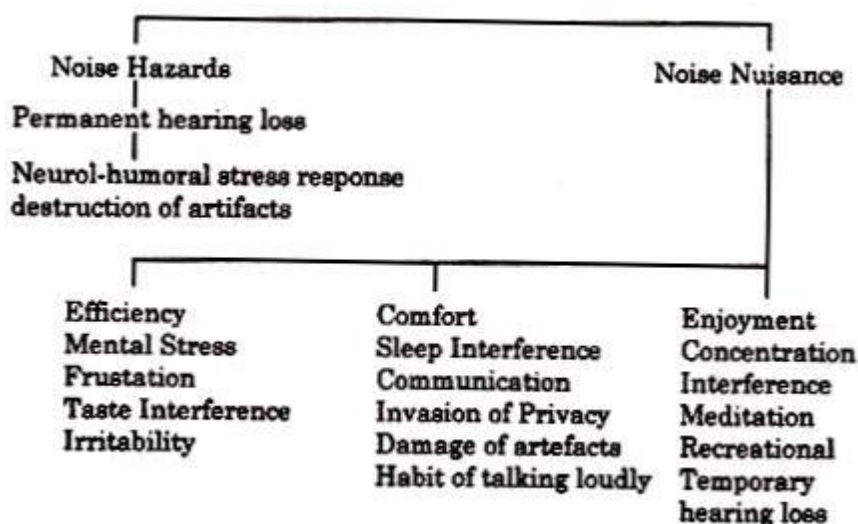 Noise Hazards
Noise Nuisance
Permanent hearing loss
Neurol-humoral stress response
destruction of artifacts
Efficiency
Mental Stress
Frustation
Taste Interference
Irritability
Comfort
Sleep Interference
Communication
Invasion of Privacy
Damage of artefacts
Habit of talking loudly
Enjoyment
Concentration
Interference
Meditation
Recreational
Temporary
hearing loss